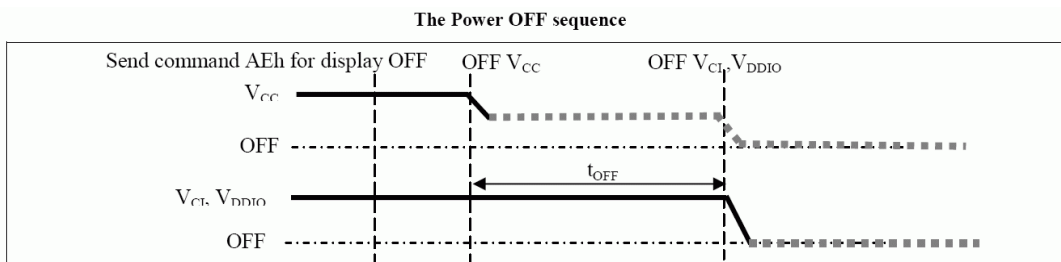 The Power OFF sequence
Send command AEh for display OFF OFF V_CC OFF V_CI ,V_DDIO
V_CC
OFF
t_OFF
V_CI, V_DDIO
OFF